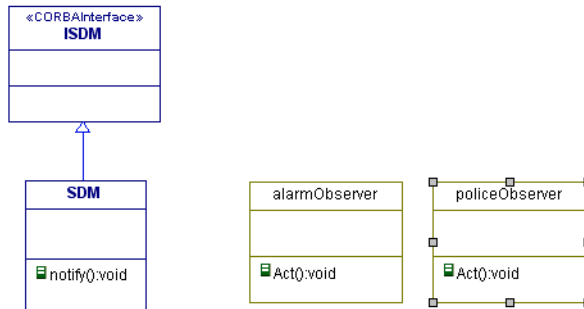 «CORBAInterface»
ISDM
SDM
notify():void
alarmObserver
Act():void
policeObserver
Act():void